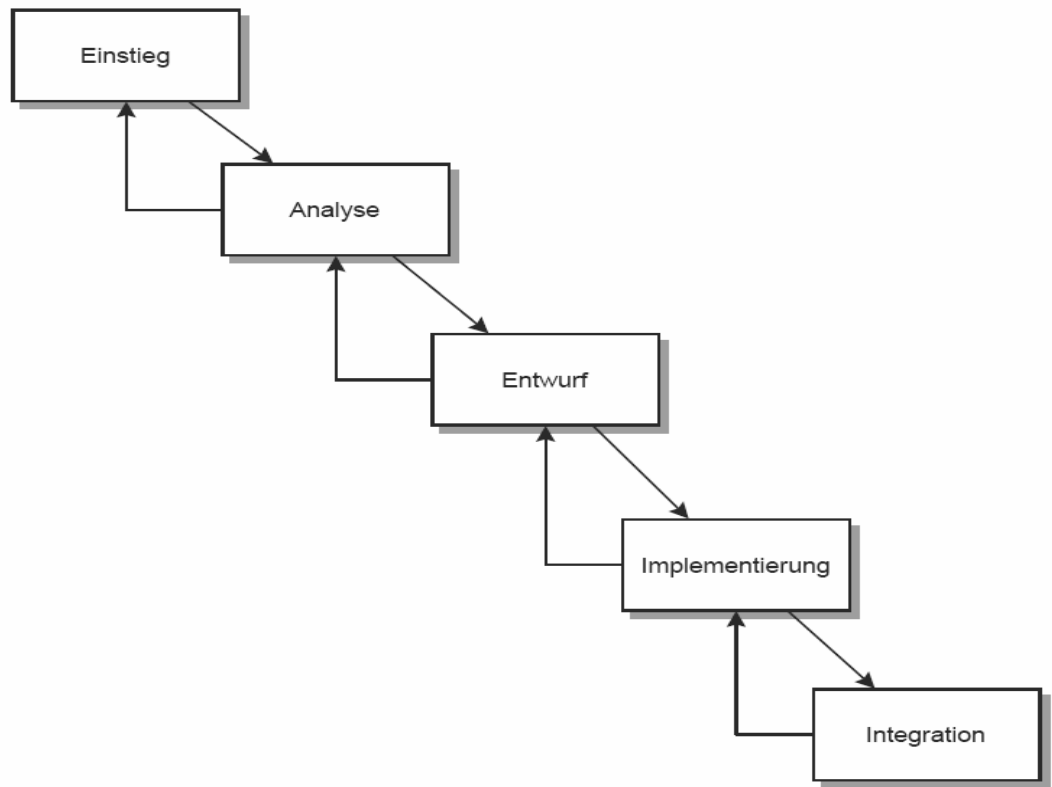 Einstieg
Analyse
Entwurf
Implementierung
Integration